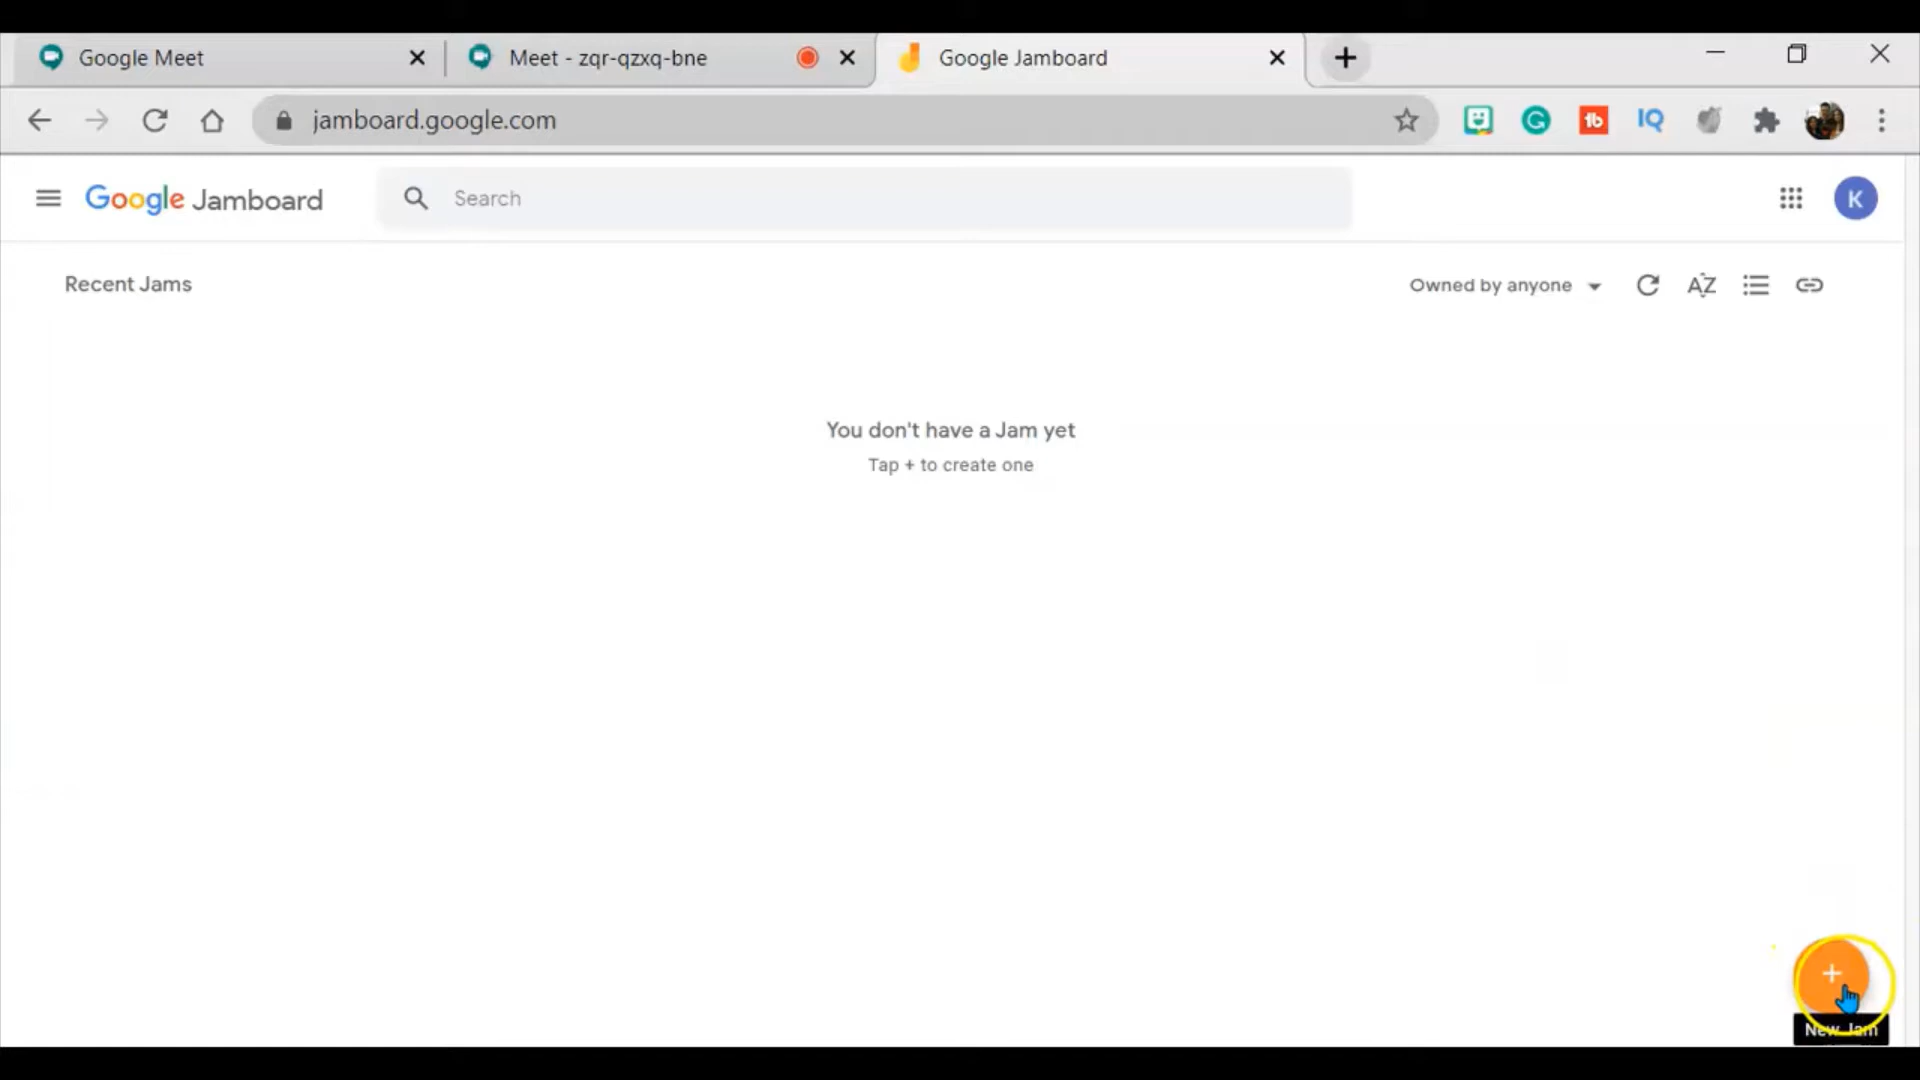 Google Meet
Meet - zqr-qzxq-bne
Google Jamboard
jamboard.google.com
IQ
Google Jamboard
Search
K
Recent Jams
Owned by anyone
AZ
You don't have a Jam yet
Tap + to create one
New Jam